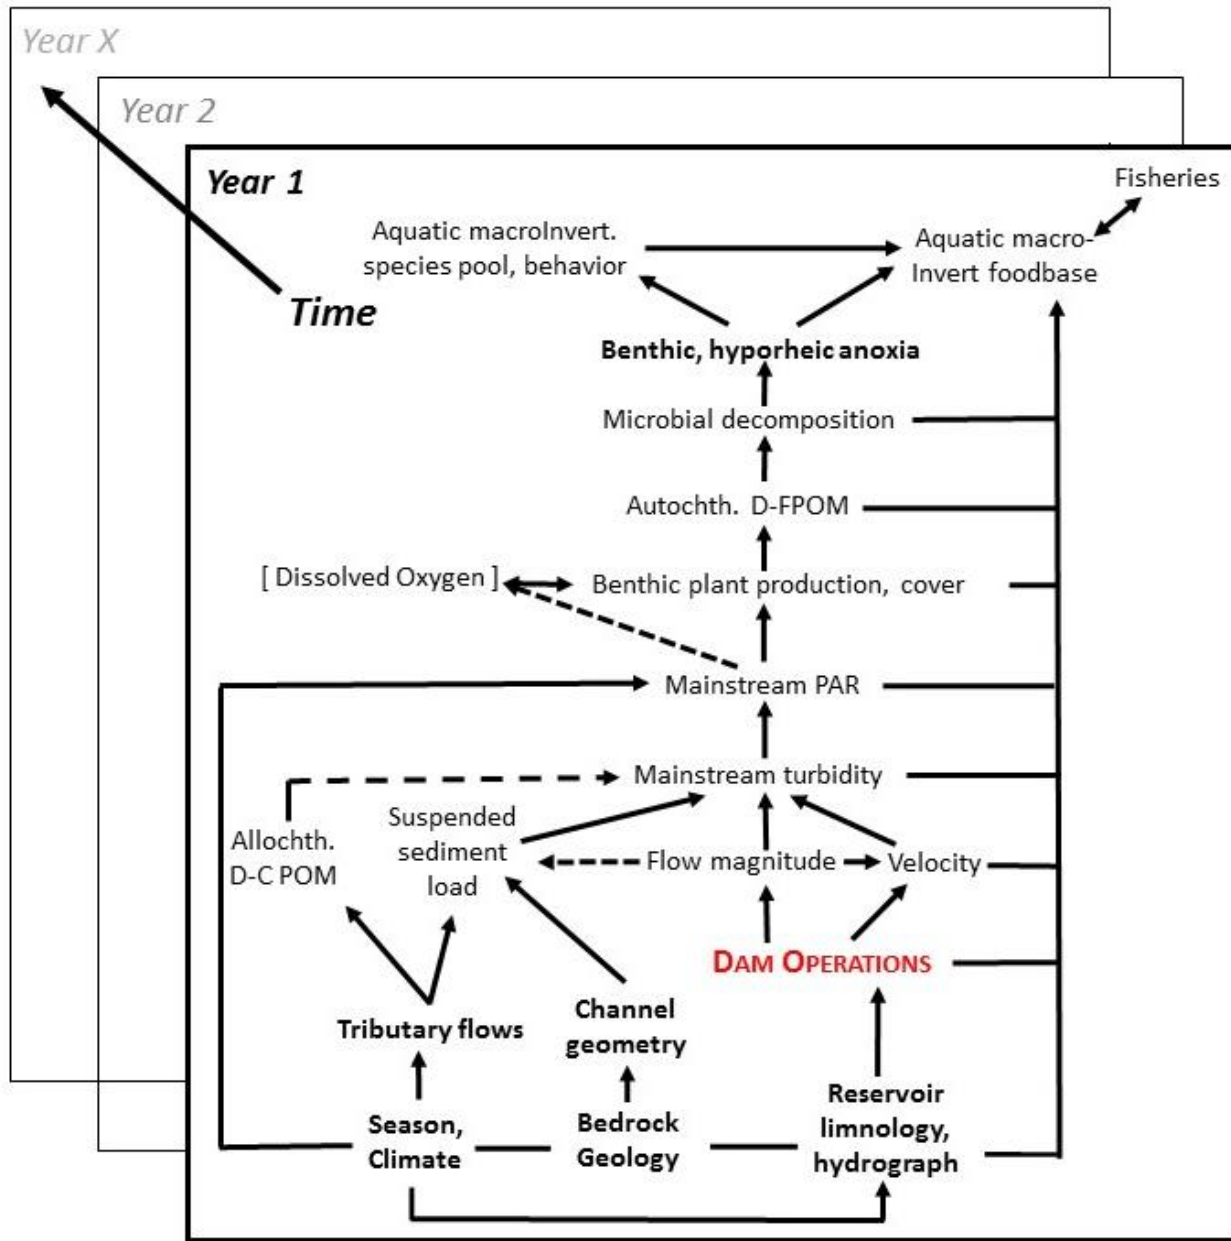 Year X
Year 2
Year 1
Fisheries
Aquatic macroInvert.
species pool, behavior
Aquatic macro-
Invert foodbase
Time
Benthic, hyporheic anoxia
Microbial decomposition
Autochth. D-FPOM
[ Dissolved Oxygen ]
Benthic plant production, cover
Mainstream PAR
Mainstream turbidity
Allochth.
D-C POM
Suspended
sediment
load
Flow magnitude
Velocity
DAM OPERATIONS
Tributary flows
Channel
geometry
Season,
Climate
Bedrock
Geology
Reservoir
limnology,
hydrograph